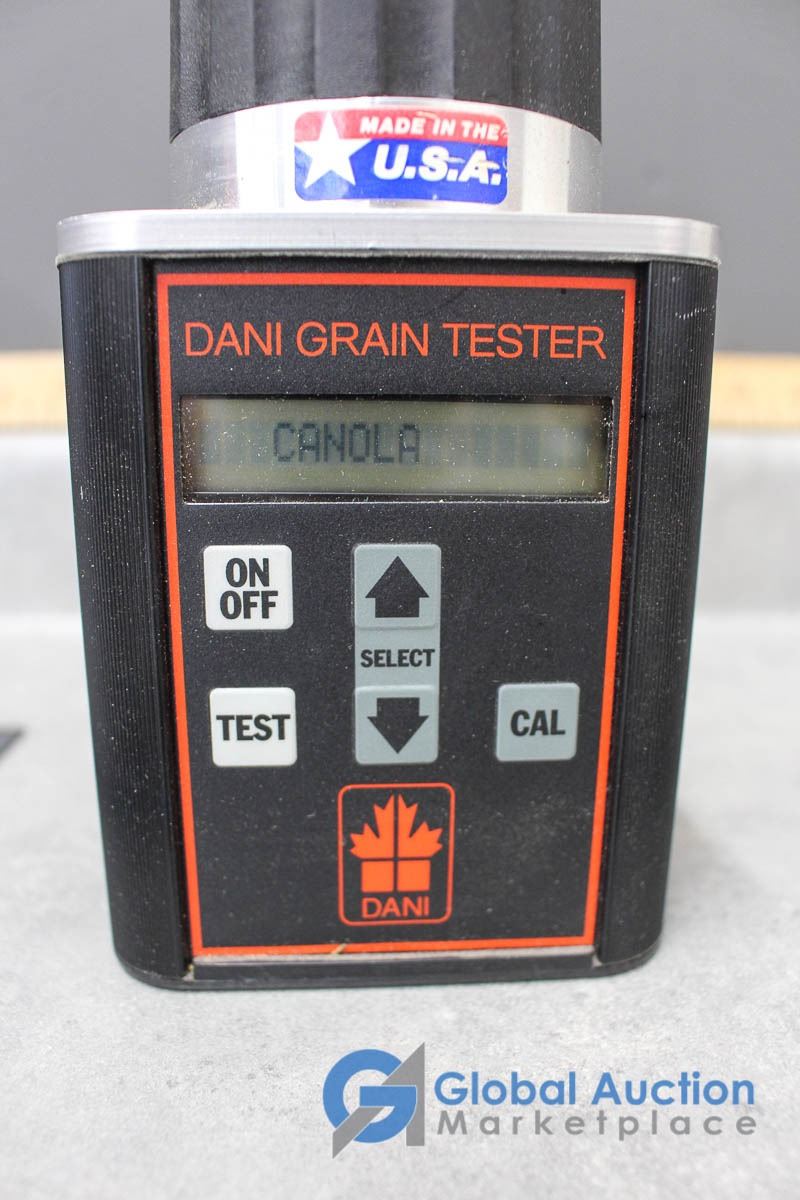 MADE IN THE
U.S.A.
DANI GRAIN TESTER
CANOLA
ON
OFF
SELECT
TEST
CAL
DANI
Global Auction
Marketplace